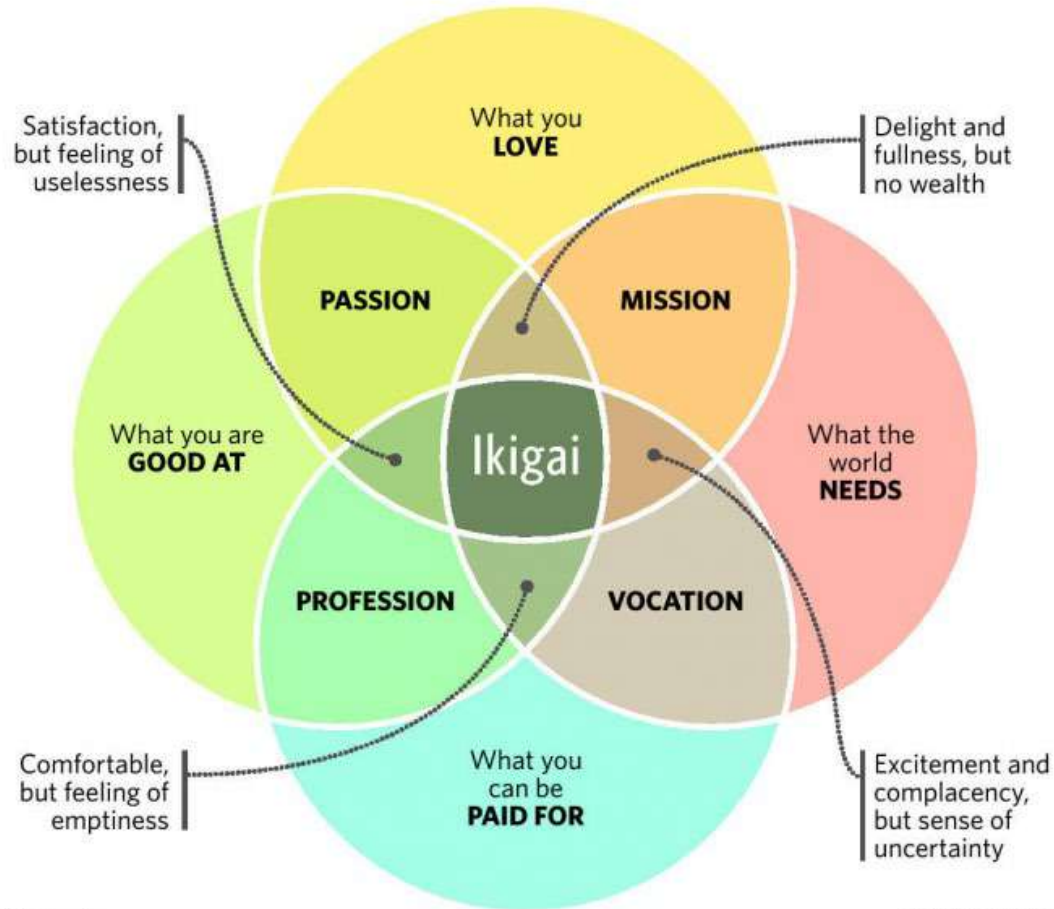 What you
LOVE
Satisfaction,
but feeling of
uselessness
Delight and
fullness, but
no wealth
PASSION
MISSION
What you are
GOOD AT
Ikigai
What the
world
NEEDS
PROFESSION
VOCATION
Comfortable,
but feeling of
emptiness
What you
can be
PAID FOR
Excitement and
complacency,
but sense of
uncertainty